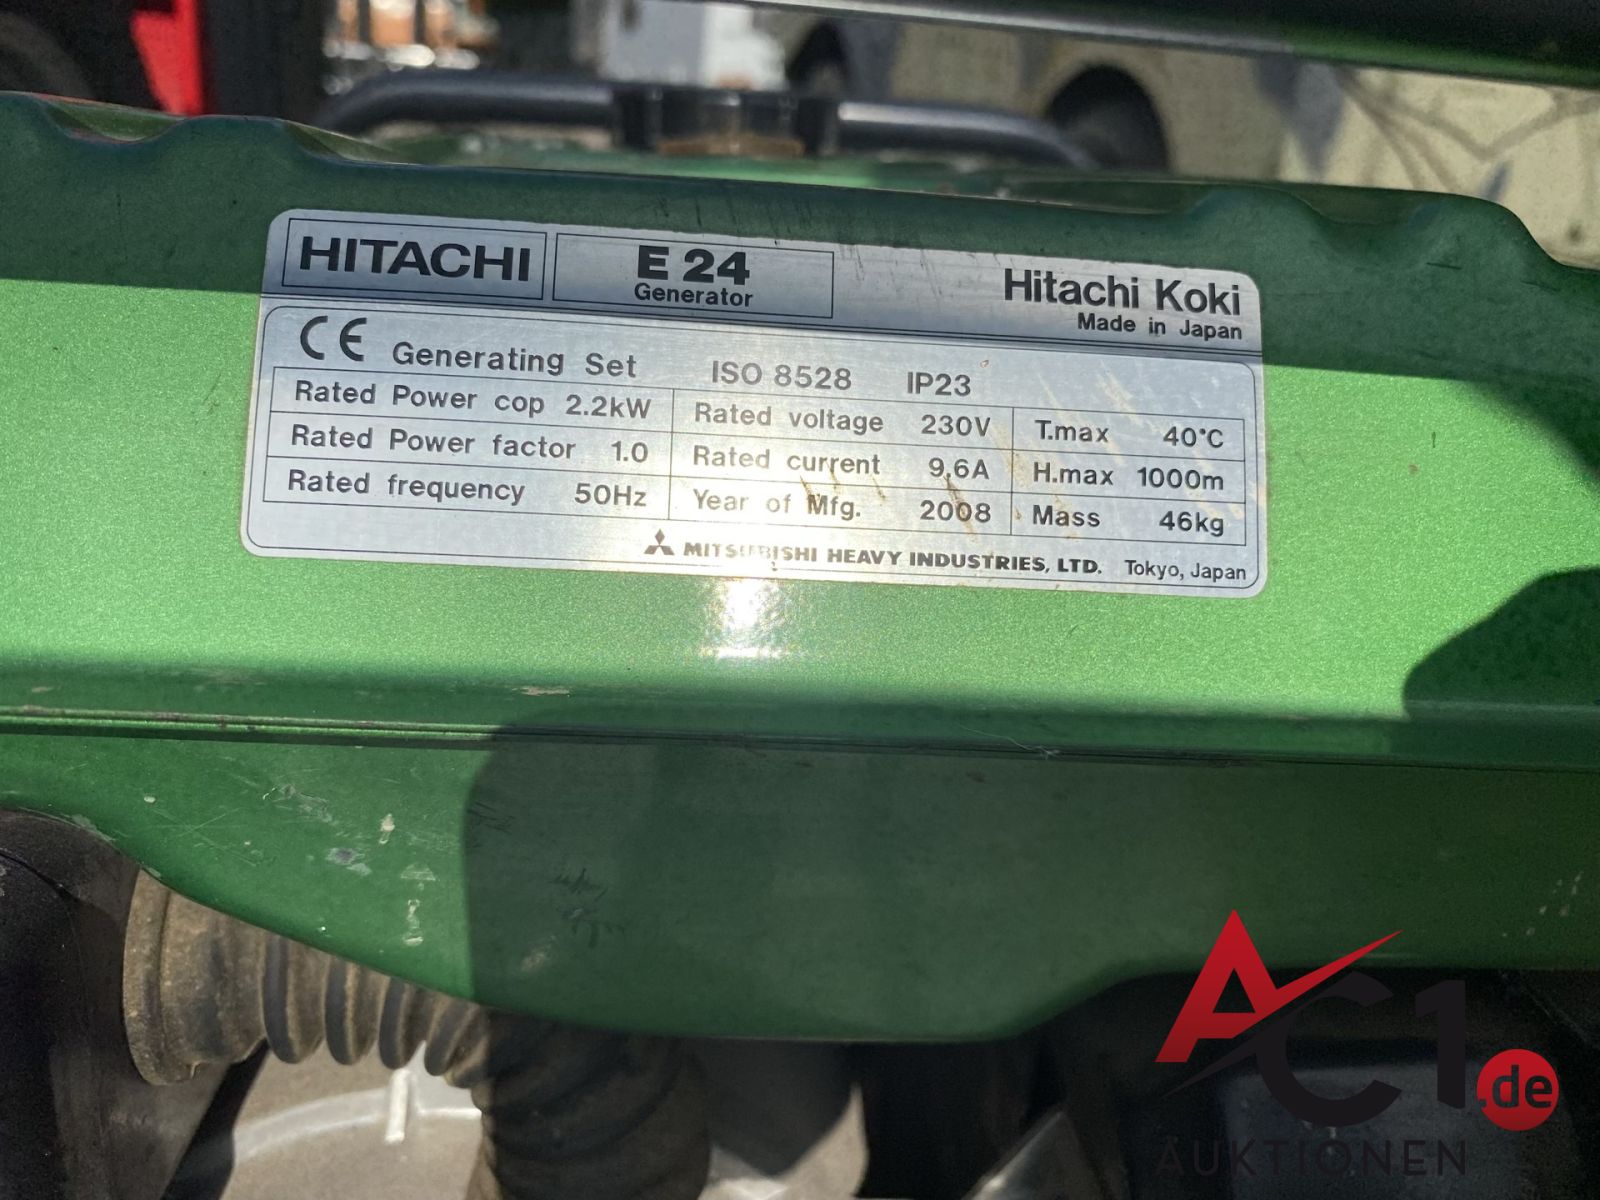 HITACHI
E 24
Generator
Hitachi Koki
Made in Japan
CE Generating Set ISO 8528 IP23
Rated Power cop 2.2kW Rated voltage 230V T.max 40°C
Rated Power factor 1.0 Rated current 9,6A H.max 1000m
Rated frequency 50Hz Year of Mfg. 2008 Mass 46kg
MITSUBISHI HEAVY INDUSTRIES, LTD. Tokyo, Japan
AC1.de
AUKTIONEN